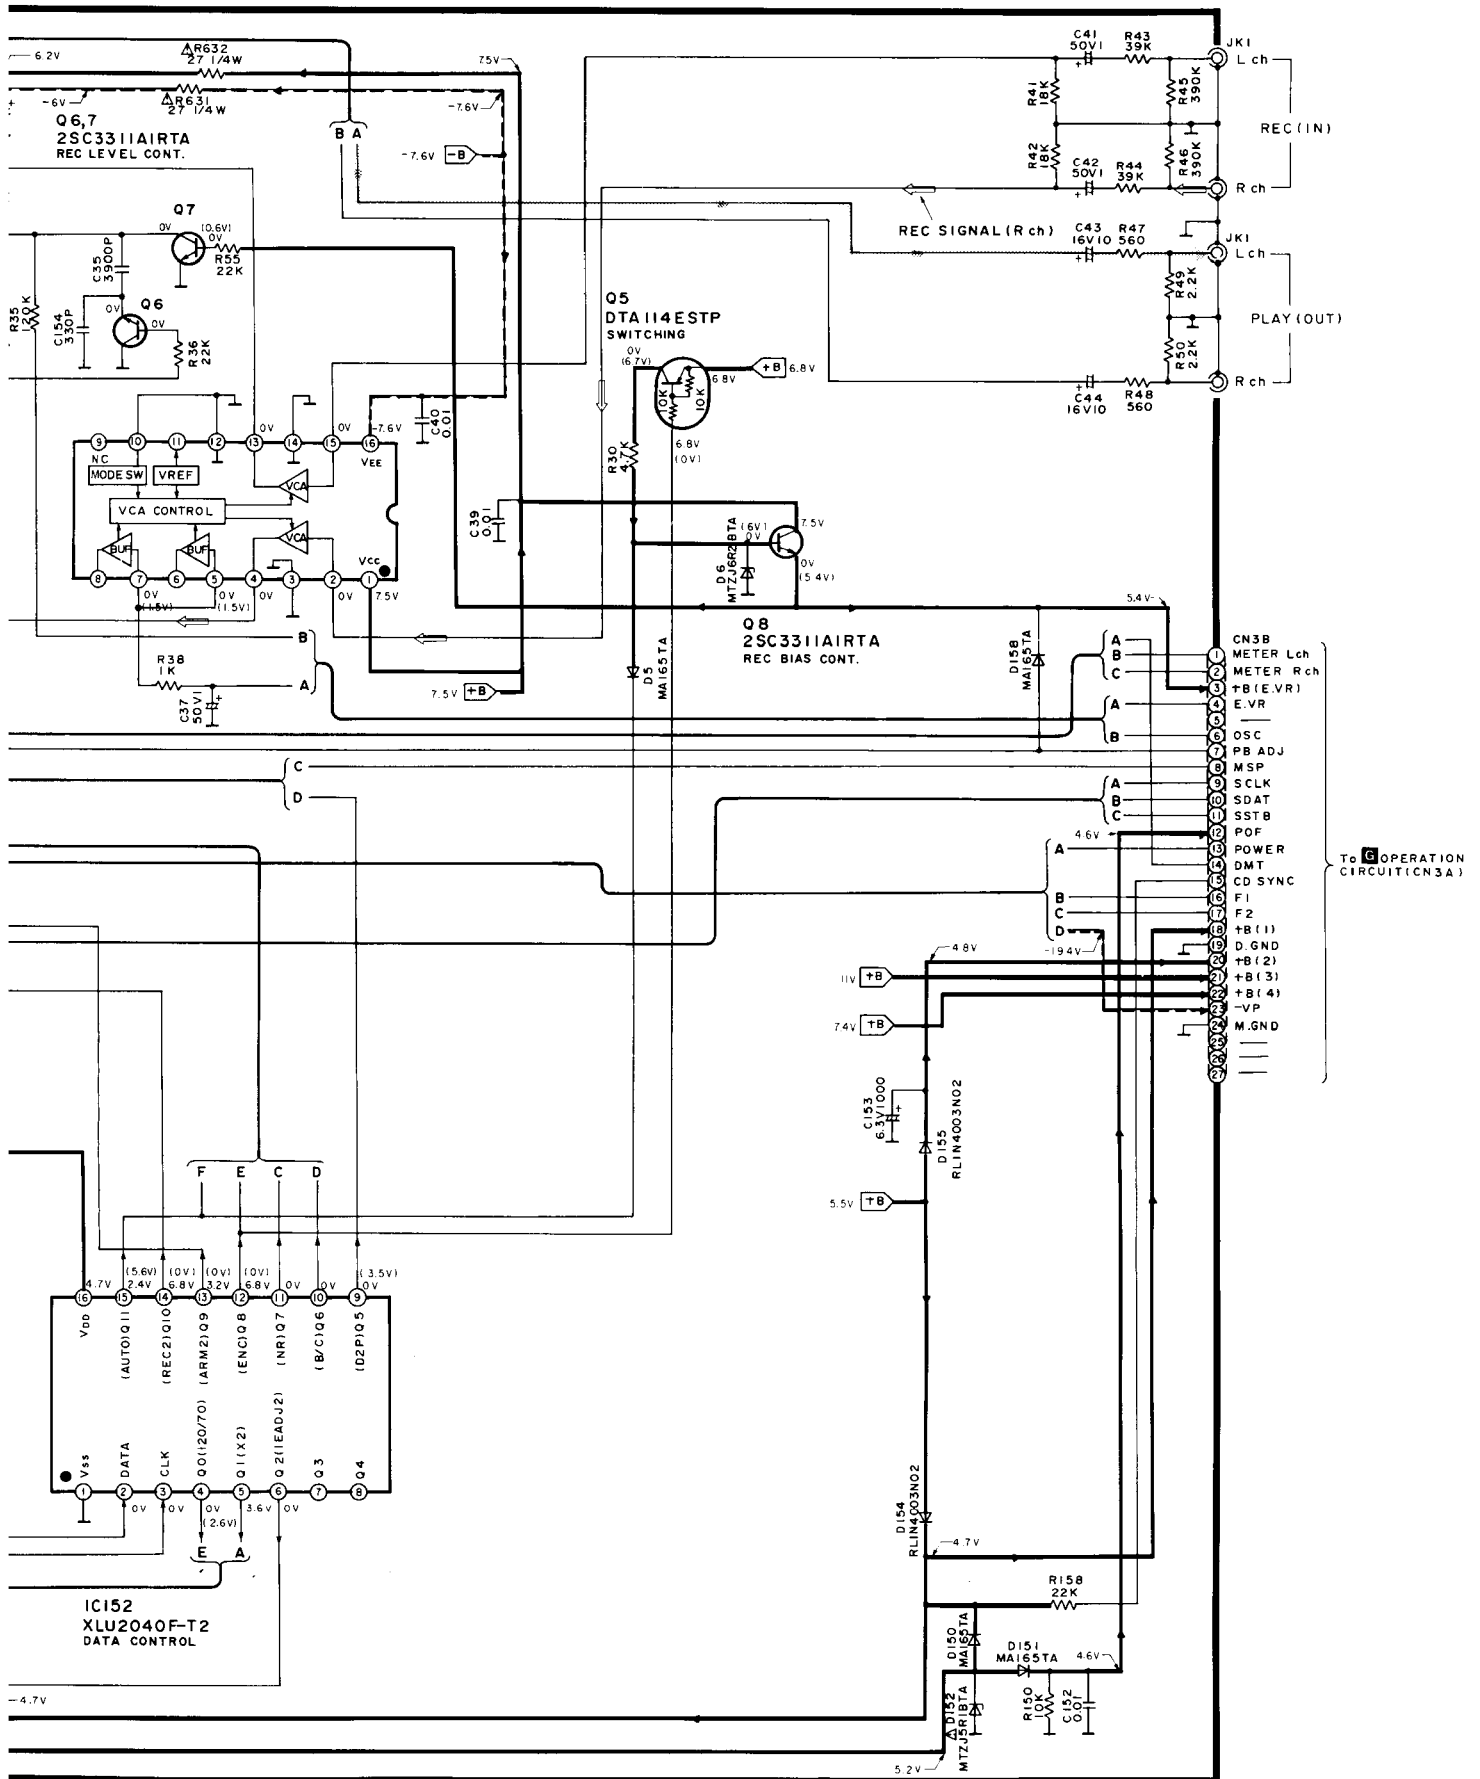 6.2V
⚠R632
27 1/4W
7.5V
-6V
⚠R631
27 1/4W
-7.6V
Q6,7
2SC3311AIRTA
REC LEVEL CONT.
B A
-7.6V
-B
C41
50V1
+
R43
39K
JK1
L ch
R41
18K
R45
390K
REC(IN)
R42
18K
R46
390K
C42
50V1
+
R44
39K
R ch
REC SIGNAL(R ch)
C43
16V10
+
R47
560
JK1
L ch
R49
2.2K
PLAY(OUT)
R50
2.2K
R ch
+
C44
16V10
R48
560
Q7
0V
(0.6V)
0V
R55
22K
C35
3900P
R35
120K
C154
330P
Q6
0V
0V
R36
22K
Q5
DTA114ESTP
SWITCHING
0V
(6.7V)
6.8V
+B
6.8V
10K
10K
6.8V
(0V)
R30
4.7K
C40
0.01
0V
0V
-7.6V
9 10 11 12 13 14 15 16
NC
VEE
MODE SW
VREF
VCA
VCA CONTROL
BUF
BUF
VCA
VCC
8 7 6 5 4 3 2 1
0V
(1.5V)
0V
(1.5V)
0V
0V
7.5V
C39
0.01
7.5V
(6V)
0V
0V
(5.4V)
D6
MTZJ6R2BTA
Q8
2SC3311AIRTA
REC BIAS CONT.
5.4V
B
A
R38
1K
C37
50V1
+
7.5V
+B
D5
MA165TA
D158
MA165TA
A
B
C
A
B
C
D
A
B
C
CN3B
1 METER Lch
2 METER Rch
3 +B(E.VR)
4 E.VR
5
6 OSC
7 PB ADJ
8 MSP
9 SCLK
10 SDAT
11 SSTB
12 POF
13 POWER
14 DMT
15 CD SYNC
16 F1
17 F2
18 +B(1)
19 D.GND
20 +B(2)
21 +B(3)
22 +B(4)
23 -VP
24 M.GND
25
26
27
To G OPERATION
CIRCUIT(CN3A)
4.6V
A
B
C
D
-19.4V
4.8V
11V
+B
7.4V
+B
C153
6.3V1000
+
D155
RL1N4003N02
5.5V
+B
F E C D
4.7V
(5.6V)
2.4V
(0V)
6.8V
(0V)
3.2V
(0V)
6.8V
0V
0V
(3.5V)
0V
16 15 14 13 12 11 10 9
VDD
(AUTO)Q11
(REC2)Q10
(ARM2)Q9
(ENC)Q8
(NR)Q7
(B/C)Q6
(D2P)Q5
Vss
DATA
CLK
Q0(120/70)
Q1(X2)
Q2(IEADJ2)
Q3
Q4
1 2 3 4 5 6 7 8
0V
0V
0V
(2.6V)
3.6V
0V
E A
IC152
XLU2040F-T2
DATA CONTROL
D154
RL1N4003N02
4.7V
R158
22K
D150
MA165TA
D151
MA165TA
4.6V
⚠D152
MTZJ5R1BTA
R150
10K
C152
0.01
4.7V
5.2V